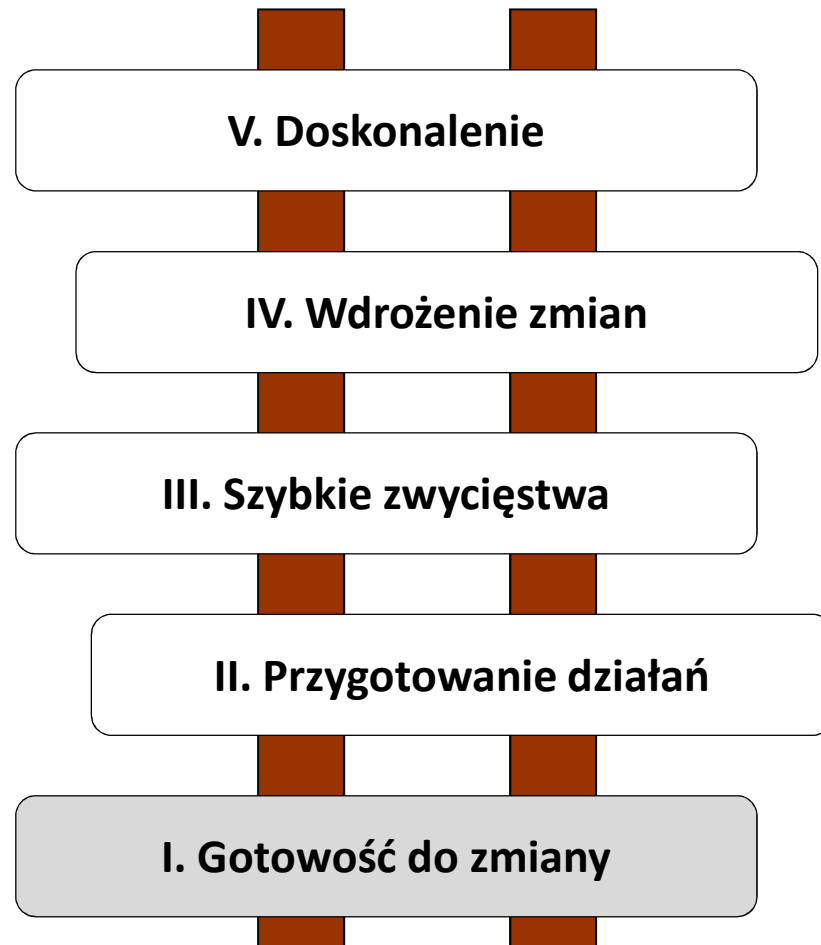 V. Doskonalenie
IV. Wdrożenie zmian
III. Szybkie zwycięstwa
II. Przygotowanie działań
I. Gotowość do zmiany